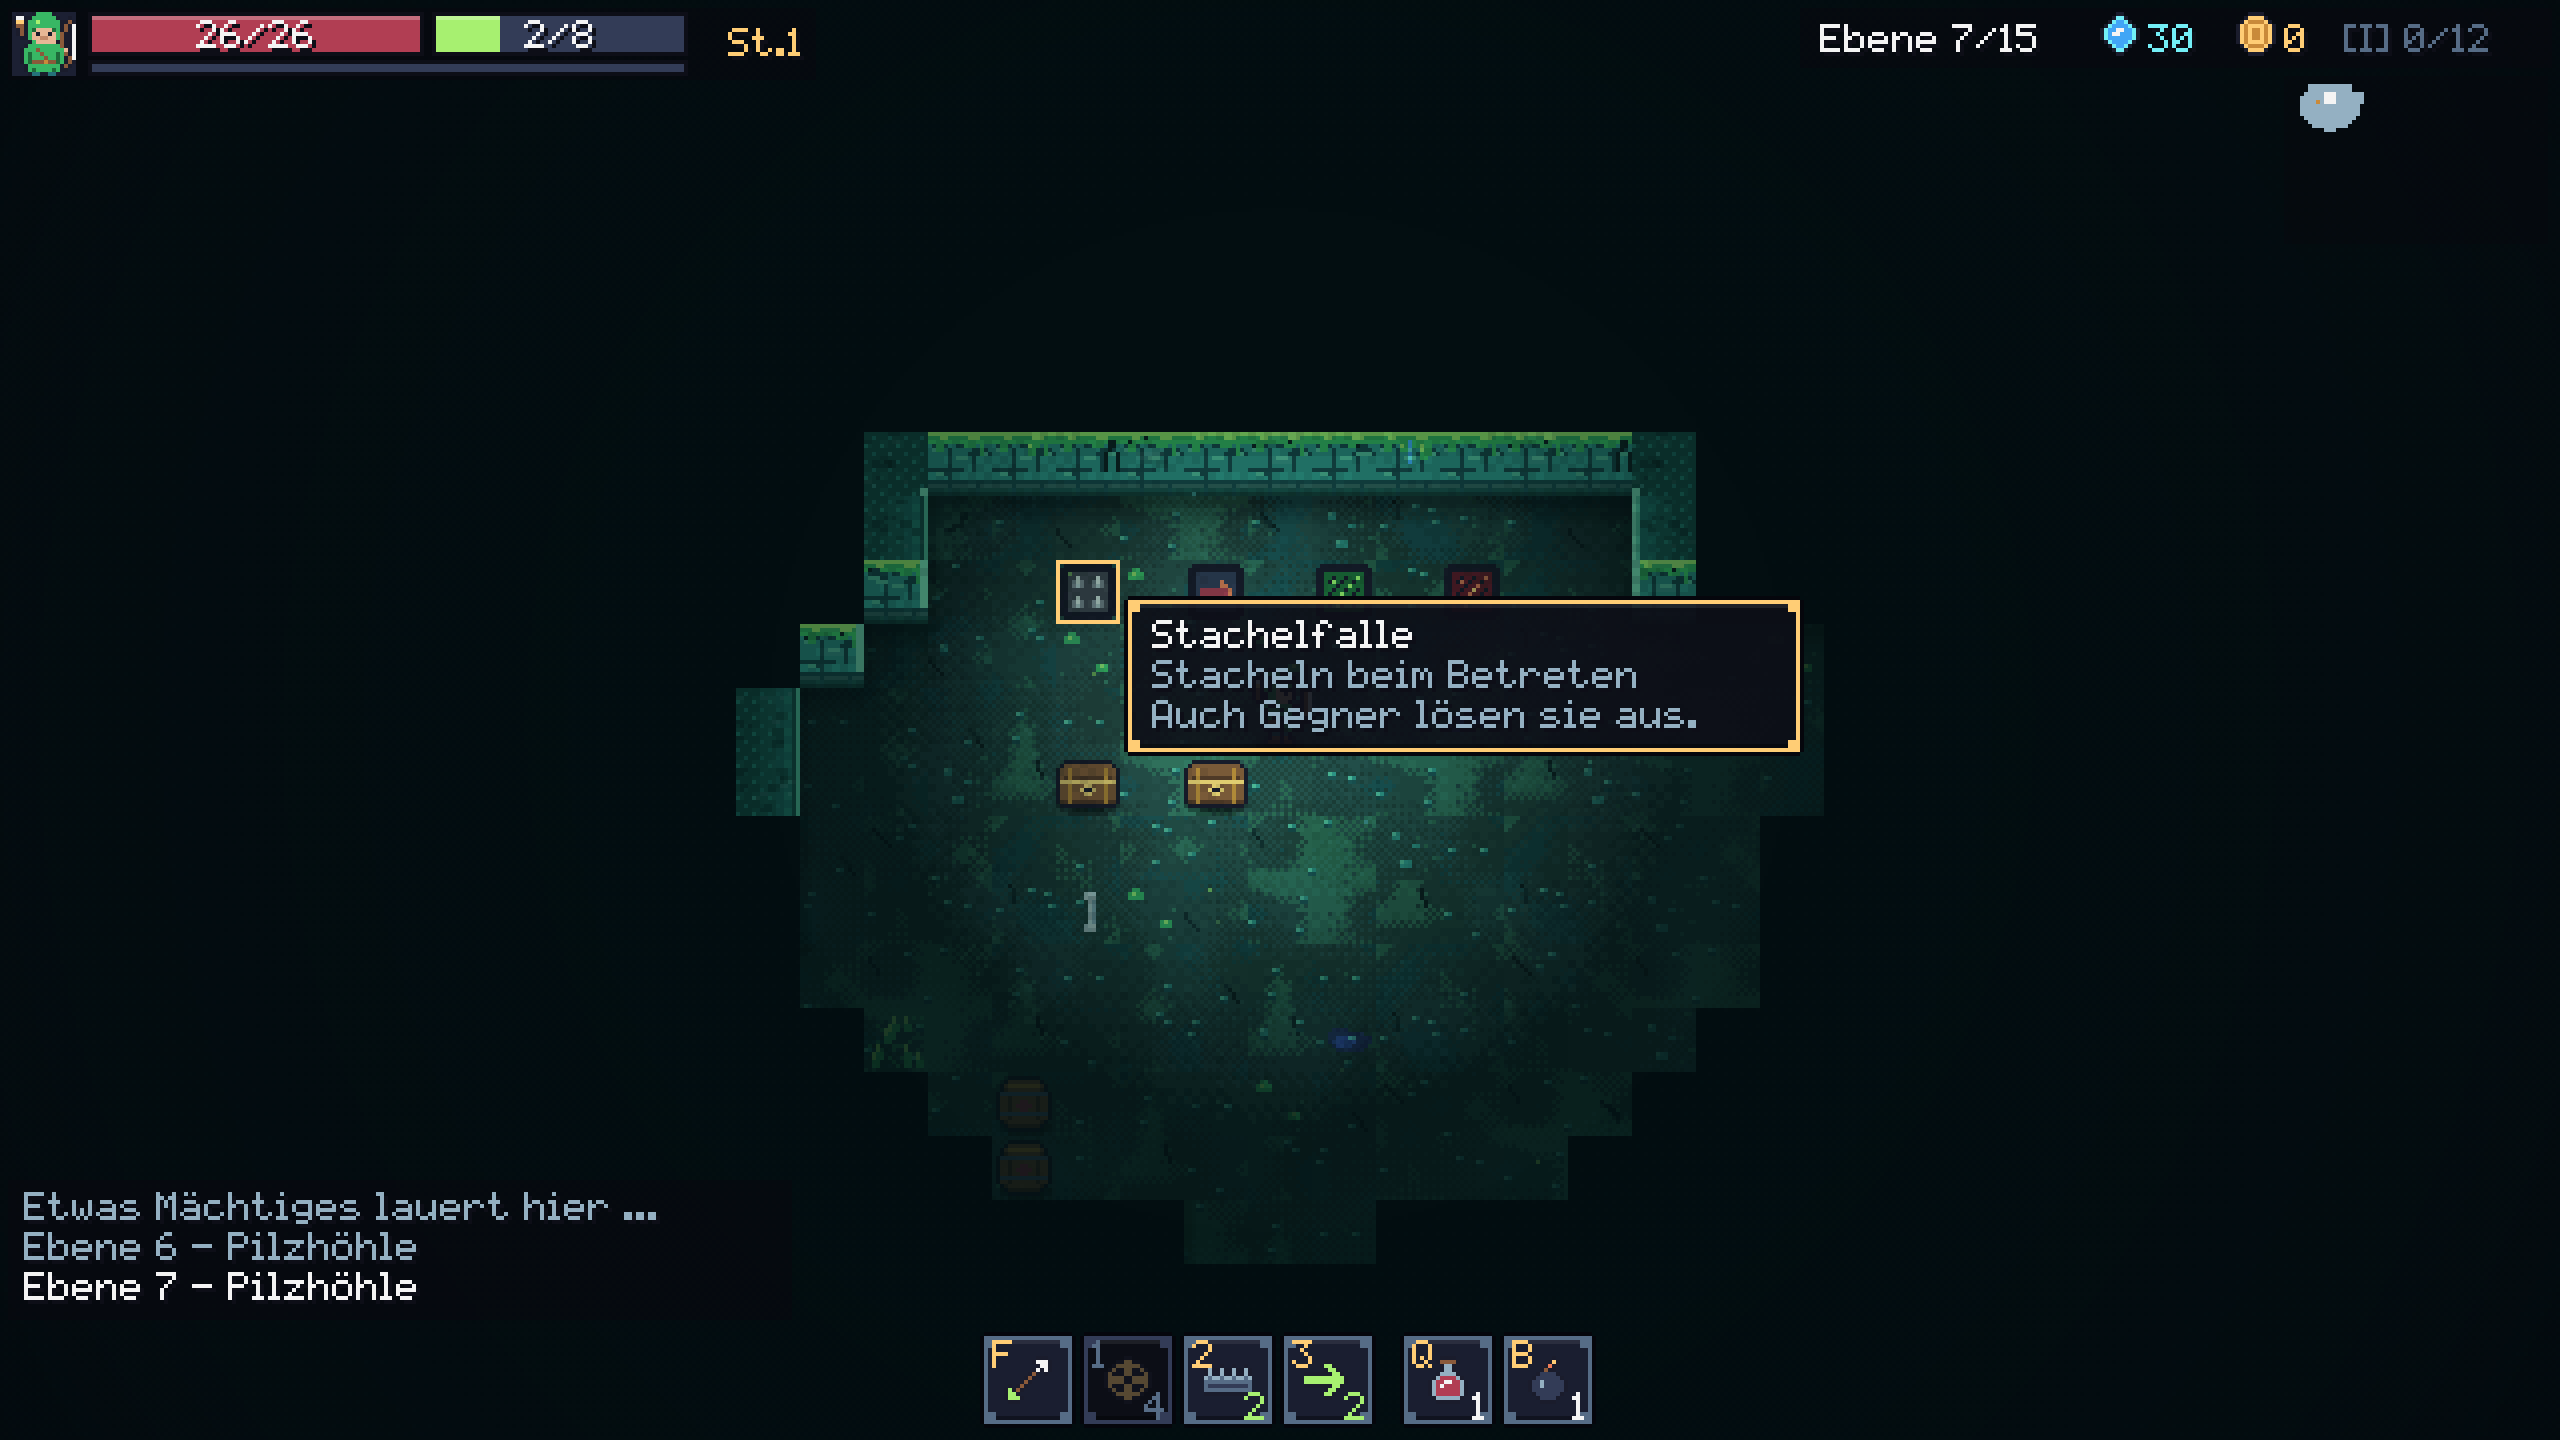 26/26 2/8 St.1 Ebene 7/15 30 0 [I] 0/12
Stachelfalle
Stacheln beim Betreten
Auch Gegner lösen sie aus.
Etwas Mächtiges lauert hier ...
Ebene 6 - Pilzhöhle
Ebene 7 - Pilzhöhle
F 1 2 3 Q B
4 2 2 1 1